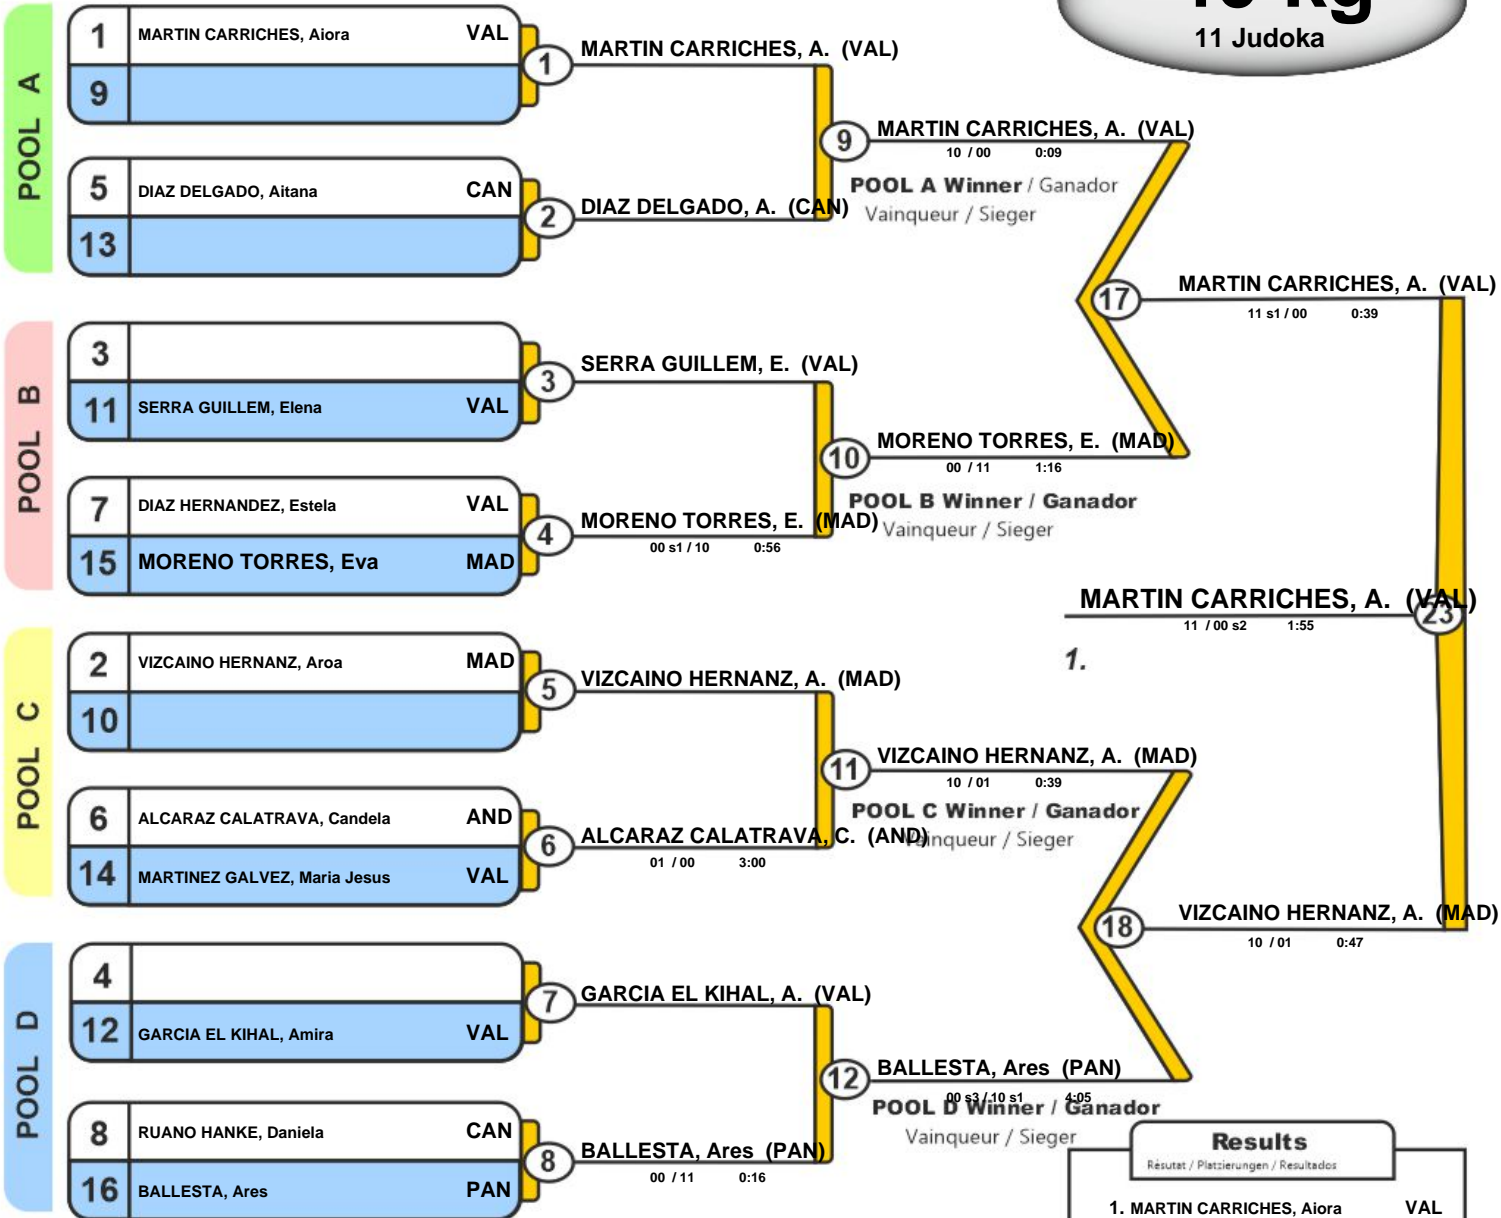 11 Judoka
POOL A
1 MARTIN CARRICHES, Aiora VAL
9
1
MARTIN CARRICHES, A. (VAL)
5 DIAZ DELGADO, Aitana CAN
13
2
DIAZ DELGADO, A. (CAN)
9
MARTIN CARRICHES, A. (VAL)
10 / 00 0:09
POOL A Winner / Ganador
Vainqueur / Sieger
POOL B
3
11 SERRA GUILLEM, Elena VAL
3
SERRA GUILLEM, E. (VAL)
7 DIAZ HERNANDEZ, Estela VAL
15 MORENO TORRES, Eva MAD
4
MORENO TORRES, E. (MAD)
00 s1 / 10 0:56
10
MORENO TORRES, E. (MAD)
00 / 11 1:16
POOL B Winner / Ganador
Vainqueur / Sieger
17
MARTIN CARRICHES, A. (VAL)
11 s1 / 00 0:39
POOL C
2 VIZCAINO HERNANZ, Aroa MAD
10
5
VIZCAINO HERNANZ, A. (MAD)
6 ALCARAZ CALATRAVA, Candela AND
14 MARTINEZ GALVEZ, Maria Jesus VAL
6
ALCARAZ CALATRAVA, C. (AND)
01 / 00 3:00
11
VIZCAINO HERNANZ, A. (MAD)
10 / 01 0:39
POOL C Winner / Ganador
Vainqueur / Sieger
POOL D
4
12 GARCIA EL KIHAL, Amira VAL
7
GARCIA EL KIHAL, A. (VAL)
8 RUANO HANKE, Daniela CAN
16 BALLESTA, Ares PAN
8
BALLESTA, Ares (PAN)
00 / 11 0:16
12
BALLESTA, Ares (PAN)
00 s3 / 10 s1 4:05
POOL D Winner / Ganador
Vainqueur / Sieger
18
VIZCAINO HERNANZ, A. (MAD)
10 / 01 0:47
MARTIN CARRICHES, A. (VAL)
23
11 / 00 s2 1:55
1.
Results
Résutat / Platzierungen / Resultados
1. MARTIN CARRICHES, Aiora VAL